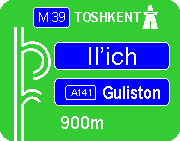 M 39 TOSHKENT
Il'ich
A141 Guliston
900m